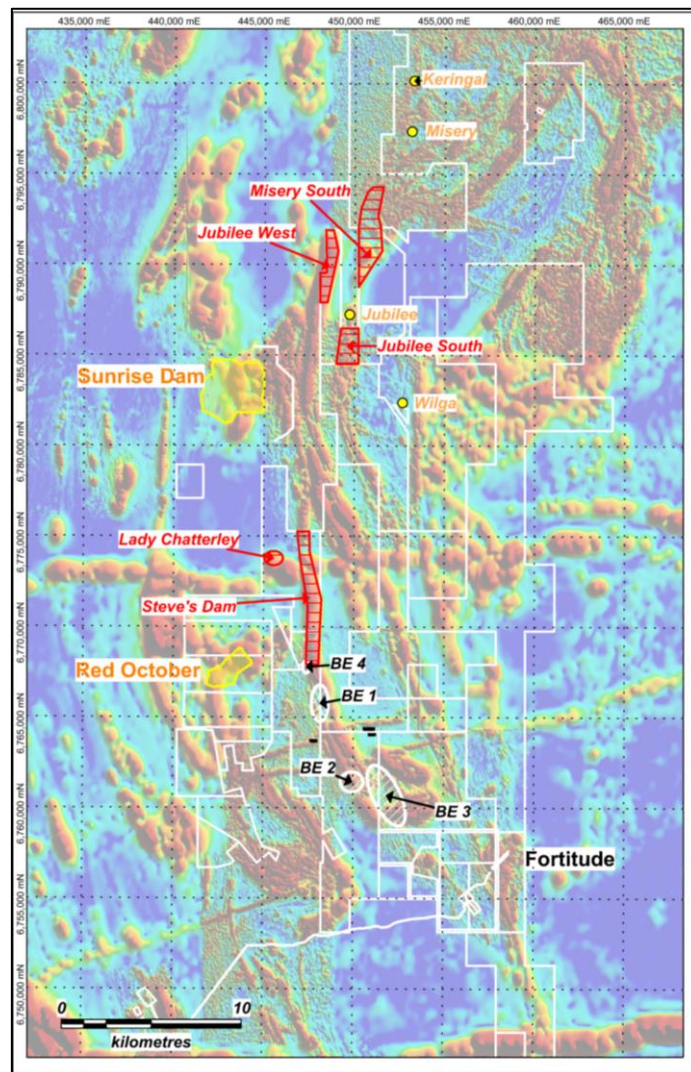 435,000 mE
440,000 mE
445,000 mE
450,000 mE
455,000 mE
460,000 mE
465,000 mE
6,800,000 mN
6,795,000 mN
6,790,000 mN
6,785,000 mN
6,780,000 mN
6,775,000 mN
6,770,000 mN
6,765,000 mN
6,760,000 mN
6,755,000 mN
6,750,000 mN
Keringal
Misery
Misery South
Jubilee West
Jubilee
Jubilee South
Sunrise Dam
Wilga
Lady Chatterley
Steve's Dam
BE 4
Red October
BE 1
BE 2
BE 3
Fortitude
0 10
kilometres